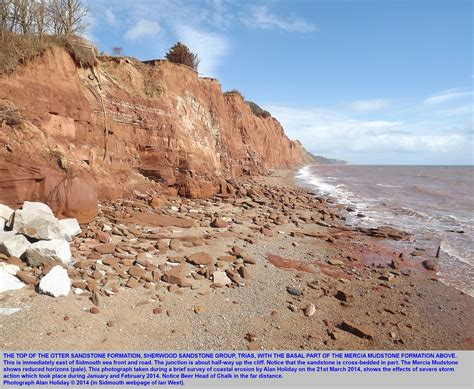 THE TOP OF THE OTTER SANDSTONE FORMATION, SHERWOOD SANDSTONE GROUP, TRIAS, WITH THE BASAL PART OF THE MERCIA MUDSTONE FORMATION ABOVE.
This is immediately east of Sidmouth sea front and road. The junction is about half-way up the cliff. Notice that the sandstone is cross-bedded in part. The Mercia Mudstone
shows reduced horizons (pale). This photograph taken during a brief survey of coastal erosion by Alan Holiday on the 21st March 2014, shows the effects of severe storm
action which took place during January and February 2014. Notice Beer Head of Chalk in the far distance.
Photograph Alan Holiday © 2014 (in Sidmouth webpage of Ian West).